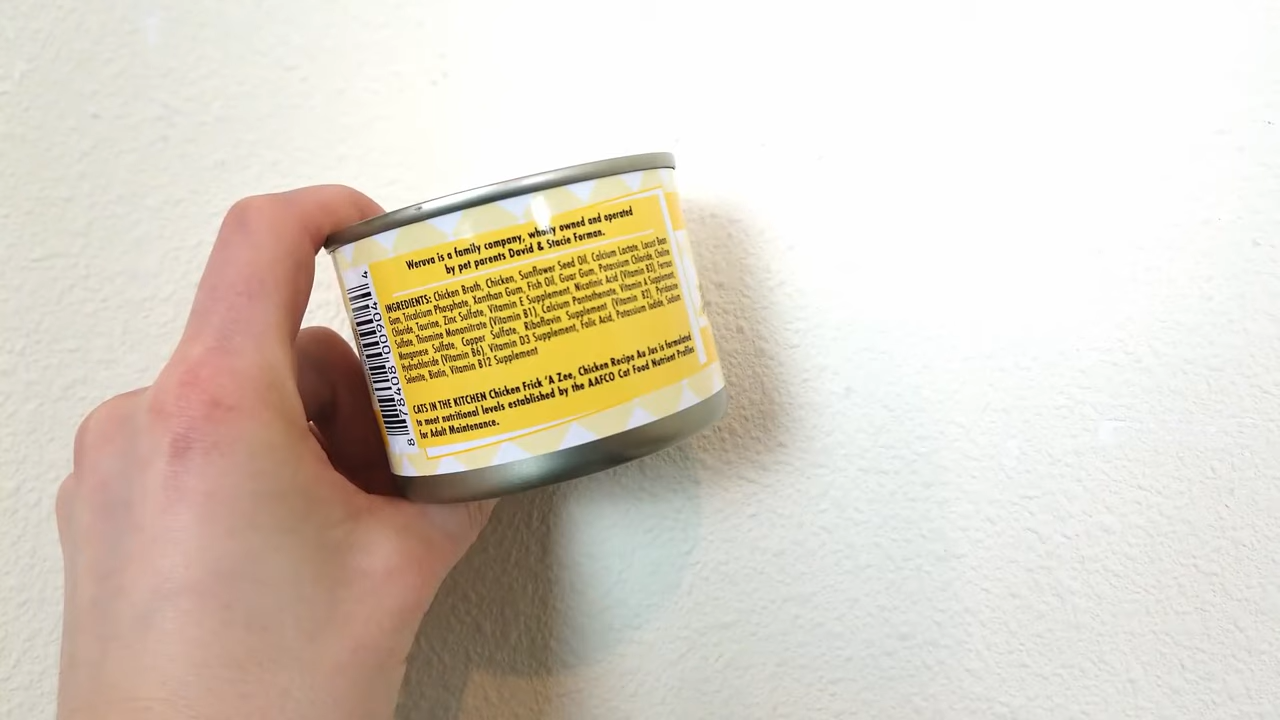 Weruva is a family company, wholly owned and operated
by pet parents David & Stacie Forman.
INGREDIENTS: Chicken Broth, Chicken, Sunflower Seed Oil, Calcium Lactate, Locust Bean
Gum, Tricalcium Phosphate, Xanthan Gum, Fish Oil, Guar Gum, Potassium Chloride, Choline
Chloride, Taurine, Zinc Sulfate, Vitamin E Supplement, Nicotinic Acid (Vitamin B3), Ferrous
Sulfate, Thiamine Mononitrate (Vitamin B1), Calcium Pantothenate, Vitamin A Supplement,
Manganese Sulfate, Copper Sulfate, Riboflavin Supplement (Vitamin B2), Pyridoxine
Hydrochloride (Vitamin B6), Vitamin D3 Supplement, Folic Acid, Potassium Iodide, Sodium
Selenite, Biotin, Vitamin B12 Supplement
CATS IN THE KITCHEN Chicken Frick 'A Zee, Chicken Recipe Au Jus is formulated
to meet nutritional levels established by the AAFCO Cat Food Nutrient Profiles
for Adult Maintenance.
8 78408 00904 4